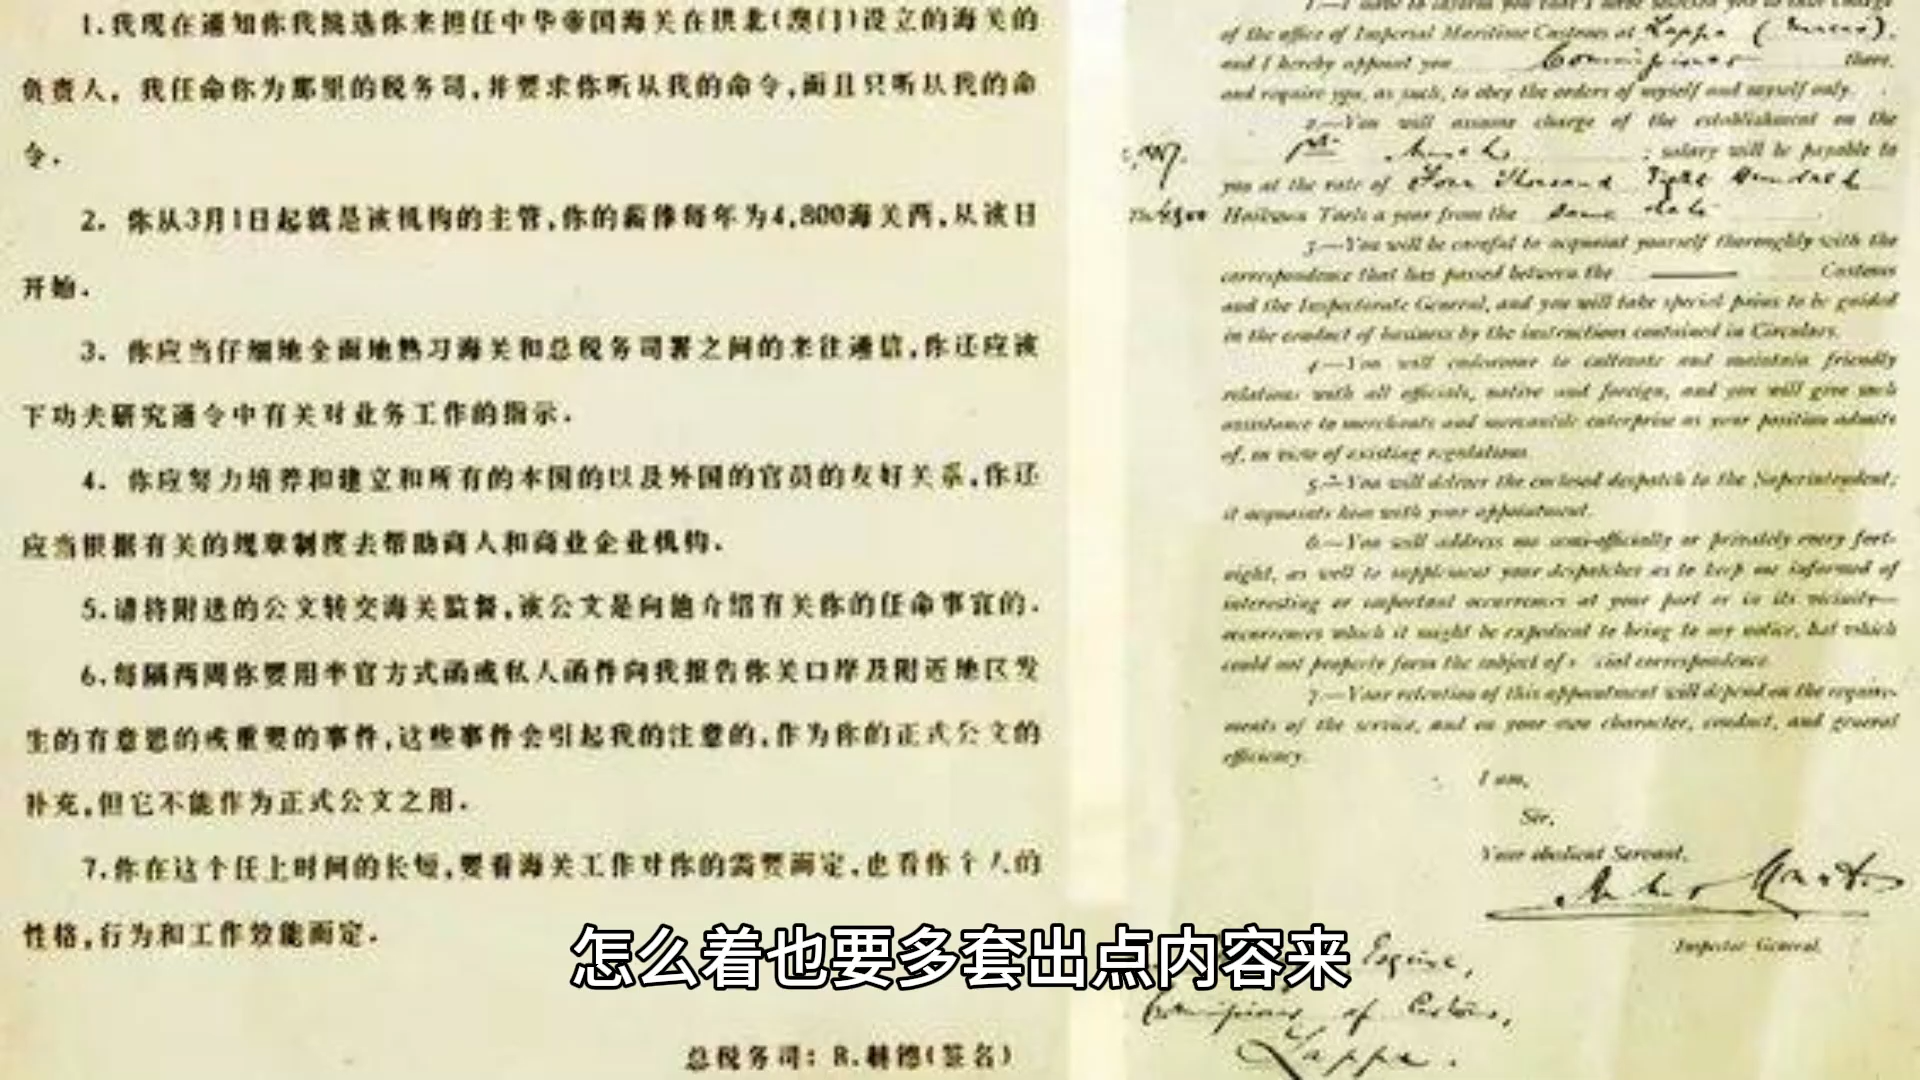 1.我现在通知你我挑选你来担任中华帝国海关在拱北(澳门)设立的海关的
负责人，我任命你为那里的税务司,并要求你听从我的命令,而且只听从我的命
令.
2. 你从3月1日起就是该机构的主管,你的薪俸每年为4,800海关两,从该日
开始.
3. 你应当仔细地全面地熟习海关和总税务司署之间的来往通信,你还应该
下功夫研究通令中有关对业务工作的指示.
4. 你应努力培养和建立和所有的本国的以及外国的官员的友好关系,你还
应当根据有关的规章制度去帮助商人和商业企业机构.
5.请将附送的公文转交海关监督,该公文是向他介绍有关你的任命事宜的.
6.每隔两周你要用半官方式函或私人函件向我报告你关口岸及附近地区发
生的有意思的或重要的事件,这些事件会引起我的注意的,作为你的正式公文的
补充,但它不能作为正式公文之用.
7.你在这个任上时间的长短,要看海关工作对你的需要而定,也看你个人的
性格,行为和工作效能而定.
总税务司: R.赫德(签名)
1.—I have to inform you that I have selected you to take charge
of the office of Imperial Maritime Customs at Lappa (Macao),
and I hereby appoint you Commissioner there,
and require you, as such, to obey the orders of myself and myself only.
2.—You will assume charge of the establishment on the
1st March ; salary will be payable to
you at the rate of Four Thousand Eight Hundred
Haikwan Taels a year from the same date
3.—You will be careful to acquaint yourself thoroughly with the
correspondence that has passed between the Customs
and the Inspectorate General, and you will take special pains to be guided
in the conduct of business by the instructions contained in Circulars.
4.—You will endeavour to cultivate and maintain friendly
relations with all officials, native and foreign, and you will give such
assistance to merchants and mercantile enterprise as your position admits
of, in view of existing regulations.
5.—You will deliver the enclosed despatch to the Superintendent;
it acquaints him with your appointment.
6.—You will address me semi-officially or privately every fort-
night, as well to supplement your despatches as to keep me informed of
interesting or important occurrences at your port or in its vicinity—
occurrences which it might be expedient to bring to my notice, but which
could not properly form the subject of official correspondence.
7.—Your retention of this appointment will depend on the require-
ments of the service, and on your own character, conduct, and general
efficiency.
I am,
Sir,
Your obedient Servant,
Inspector General.
Esquire,
Commissioner of Customs,
Lappa.
怎么着也要多套出点内容来